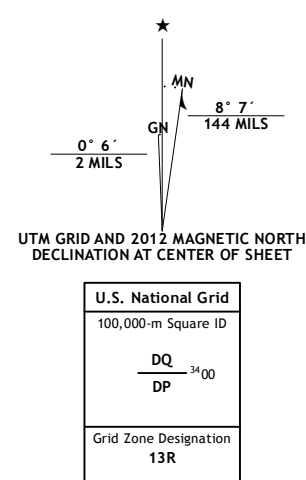 ★
MN
8° 7´
144 MILS
GN
0° 6´
2 MILS
UTM GRID AND 2012 MAGNETIC NORTH
DECLINATION AT CENTER OF SHEET
U.S. National Grid
100,000-m Square ID
DQ
³⁴00
DP
Grid Zone Designation
13R